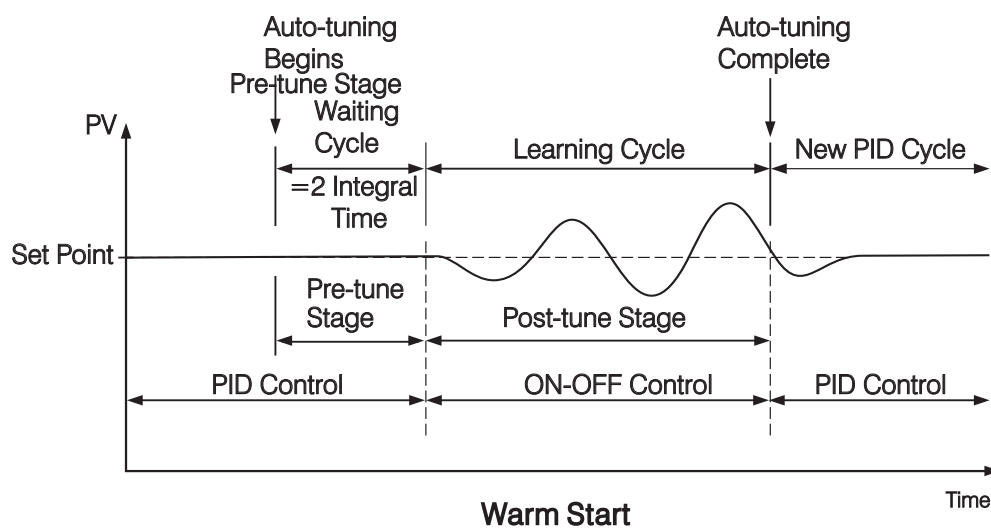 Auto-tuning
Begins
Pre-tune Stage
Auto-tuning
Complete
Waiting
Cycle
PV
Learning Cycle
New PID Cycle
=2 Integral
Time
Set Point
Pre-tune
Stage
Post-tune Stage
PID Control
ON-OFF Control
PID Control
Time
Warm Start